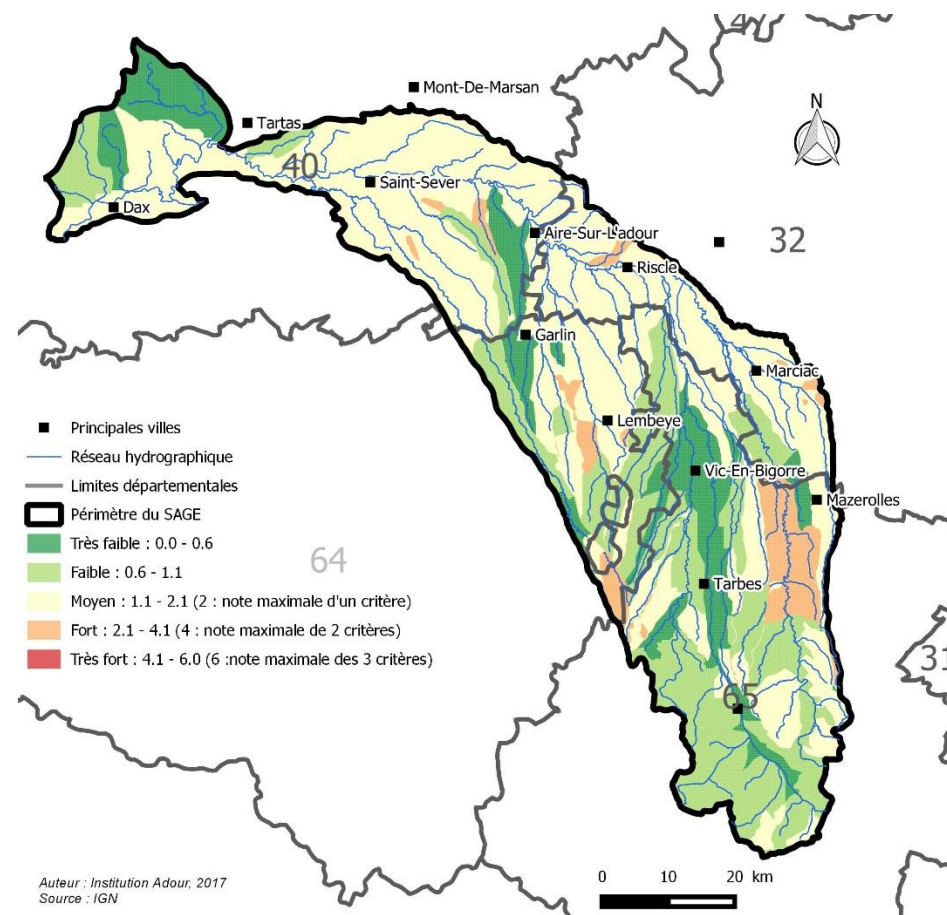 4
N
Mont-De-Marsan
Tartas
40
Saint-Sever
Dax
Aire-Sur-L'adour
32
Riscle
Garlin
Marciac
Lembeye
Vic-En-Bigorre
Mazerolles
Tarbes
64
65
31
Principales villes
Réseau hydrographique
Limites départementales
Périmètre du SAGE
Très faible : 0.0 - 0.6
Faible : 0.6 - 1.1
Moyen : 1.1 - 2.1 (2 : note maximale d'un critère)
Fort : 2.1 - 4.1 (4 : note maximale de 2 critères)
Très fort : 4.1 - 6.0 (6 :note maximale des 3 critères)
Auteur : Institution Adour, 2017
Source : IGN
0 10 20 km